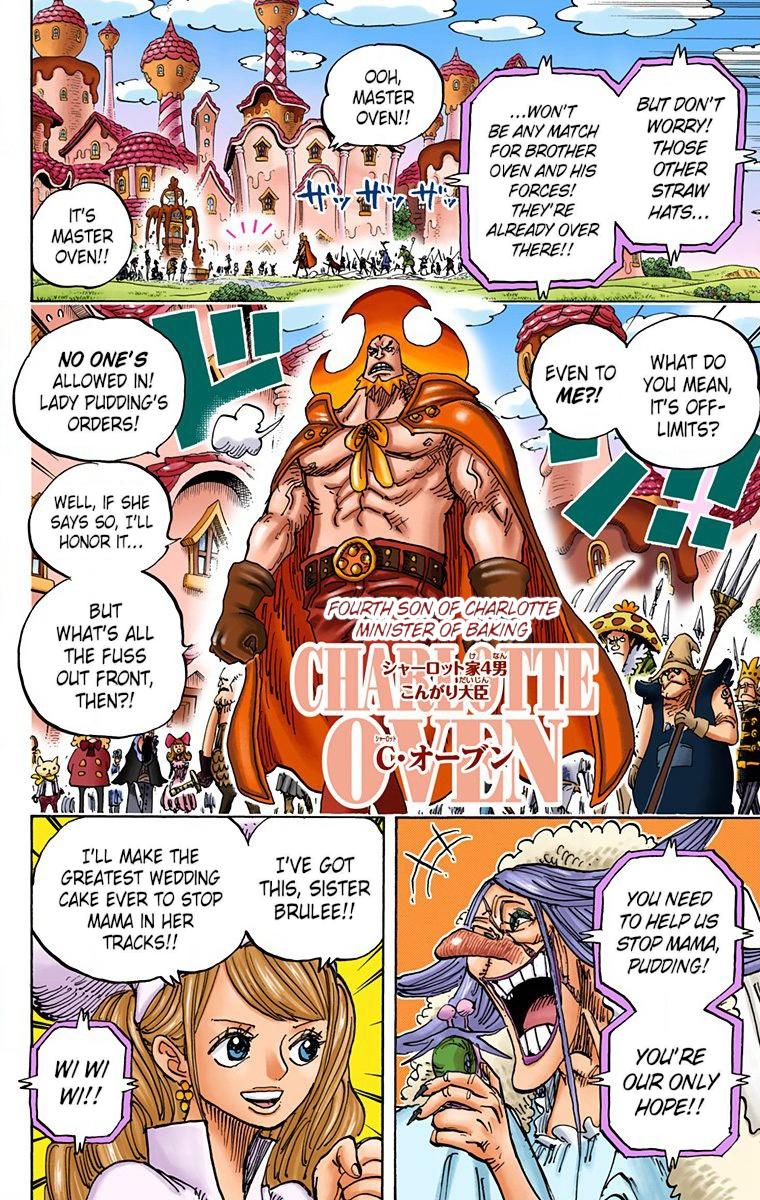 BUT DON'T
WORRY!
THOSE
OTHER
STRAW
HATS...
...WON'T
BE ANY MATCH
FOR BROTHER
OVEN AND HIS
FORCES!
THEY'RE
ALREADY OVER
THERE!!
OOH,
MASTER
OVEN!!
ザッ ザッ ザッ
IT'S
MASTER
OVEN!!
WHAT DO
YOU MEAN,
IT'S OFF-
LIMITS?
EVEN TO
ME?!
ドン!!
NO ONE'S
ALLOWED IN!
LADY PUDDING'S
ORDERS!
WELL, IF SHE
SAYS SO, I'LL
HONOR IT...
BUT
WHAT'S ALL
THE FUSS
OUT FRONT,
THEN?!
FOURTH SON OF CHARLOTTE
MINISTER OF BAKING
CHARLOTTE
シャーロット家4男
こんがり大臣
OVEN
C・オーブン
YOU NEED
TO HELP US
STOP MAMA,
PUDDING!
YOU'RE
OUR ONLY
HOPE!!
I'VE GOT
THIS, SISTER
BRULEE!!
I'LL MAKE THE
GREATEST WEDDING
CAKE EVER TO STOP
MAMA IN HER
TRACKS!!
WI WI
WI!!